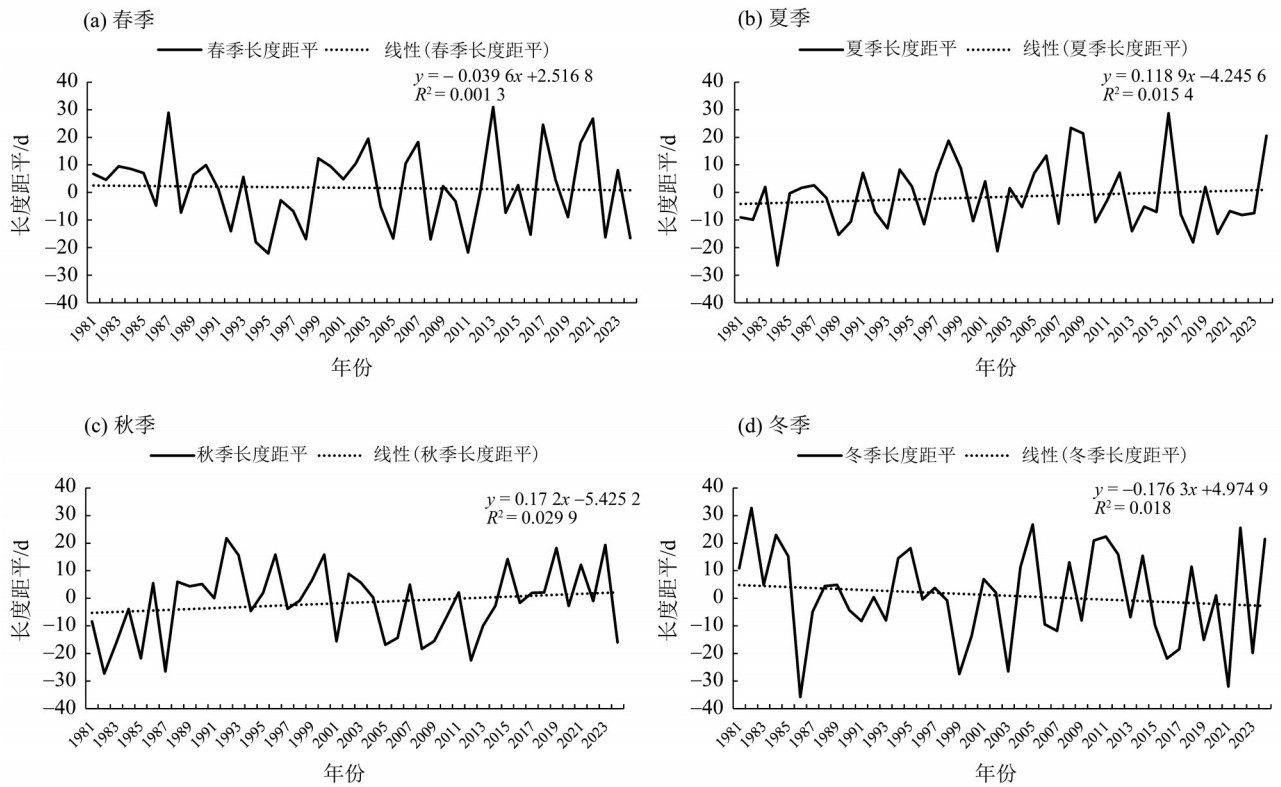 (a) 春季
春季长度距平 线性(春季长度距平)
y = − 0.039 6x +2.516 8
R² = 0.001 3
长度距平/d
40
30
20
10
0
−10
−20
−30
−40
1981 1983 1985 1987 1989 1991 1993 1995 1997 1999 2001 2003 2005 2007 2009 2011 2013 2015 2017 2019 2021 2023
年份
(b) 夏季
夏季长度距平 线性(夏季长度距平)
y = 0.118 9x −4.245 6
R² = 0.015 4
长度距平/d
40
30
20
10
0
−10
−20
−30
−40
1981 1983 1985 1987 1989 1991 1993 1995 1997 1999 2001 2003 2005 2007 2009 2011 2013 2015 2017 2019 2021 2023
年份
(c) 秋季
秋季长度距平 线性(秋季长度距平)
y = 0.17 2x −5.425 2
R² = 0.029 9
长度距平/d
40
30
20
10
0
−10
−20
−30
−40
1981 1983 1985 1987 1989 1991 1993 1995 1997 1999 2001 2003 2005 2007 2009 2011 2013 2015 2017 2019 2021 2023
年份
(d) 冬季
冬季长度距平 线性(冬季长度距平)
y = −0.176 3x +4.974 9
R² = 0.018
长度距平/d
40
30
20
10
0
−10
−20
−30
−40
1981 1983 1985 1987 1989 1991 1993 1995 1997 1999 2001 2003 2005 2007 2009 2011 2013 2015 2017 2019 2021 2023
年份